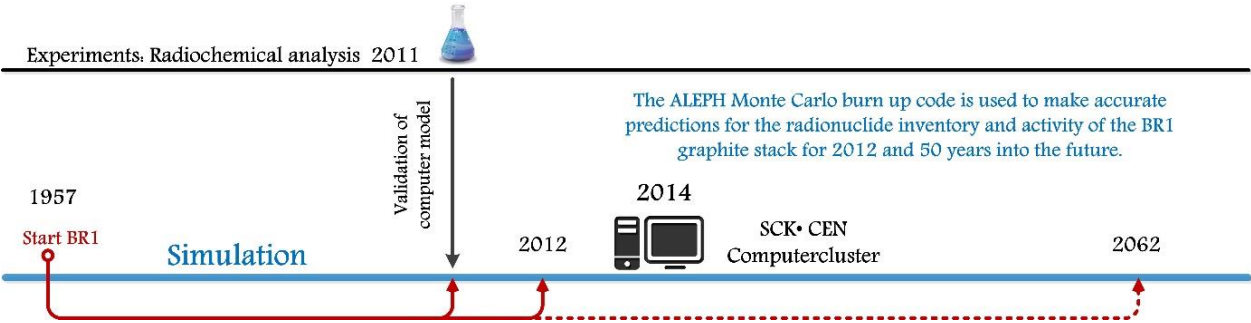 Experiments: Radiochemical analysis 2011
The ALEPH Monte Carlo burn up code is used to make accurate
predictions for the radionuclide inventory and activity of the BR1
graphite stack for 2012 and 50 years into the future.
Validation of
computer model
1957
Start BR1
Simulation
2012
2014
SCK• CEN
Computercluster
2062